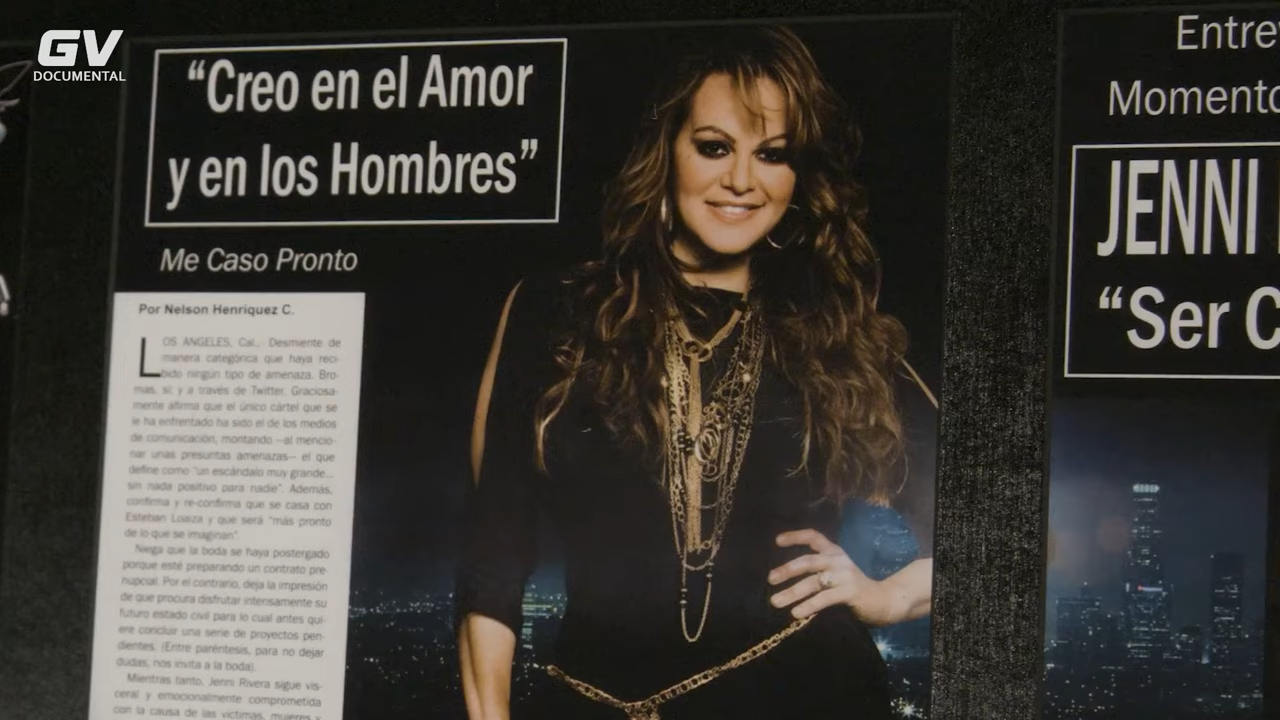 GV
DOCUMENTAL
“Creo en el Amor
y en los Hombres”
Me Caso Pronto
Por Nelson Henríquez C.
LOS ANGELES, Cal.- Desmiente de
manera categórica que haya reci-
bido ningún tipo de amenaza. Bro-
mas, sí; y a través de Twitter. Graciosa-
mente afirma que el único cártel que se
le ha enfrentado ha sido el de los medios
de comunicación, montando —al mencio-
nar unas presuntas amenazas— el que
define como “un escándalo muy grande...
sin nada positivo para nadie”. Además,
confirma y re-confirma que se casa con
Esteban Loaiza y que será “más pronto
de lo que se imaginan”.
Niega que la boda se haya postergado
porque esté preparando un contrato pre-
nupcial. Por el contrario, deja la impresión
de que procura disfrutar intensamente su
futuro estado civil para lo cual antes qui-
ere concluir una serie de proyectos pen-
dientes. (Entre paréntesis, para no dejar
dudas, nos invita a la boda).
Mientras tanto, Jenni Rivera sigue vis-
ceral y emocionalmente comprometida
con la causa de las víctimas, mujeres y
Entre
Momento
JENNI
“Ser C